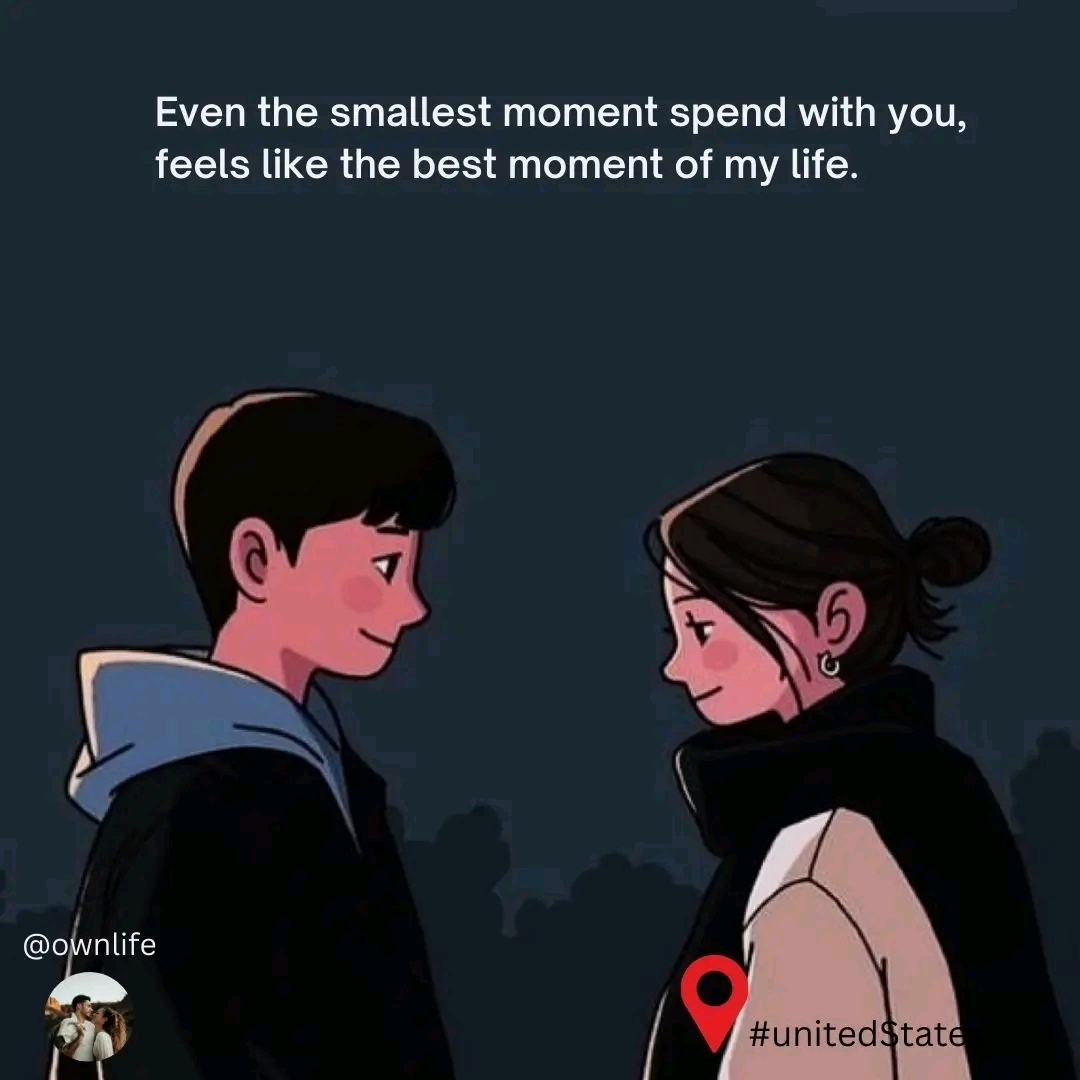 Even the smallest moment spend with you,
feels like the best moment of my life.
@ownlife
#unitedState